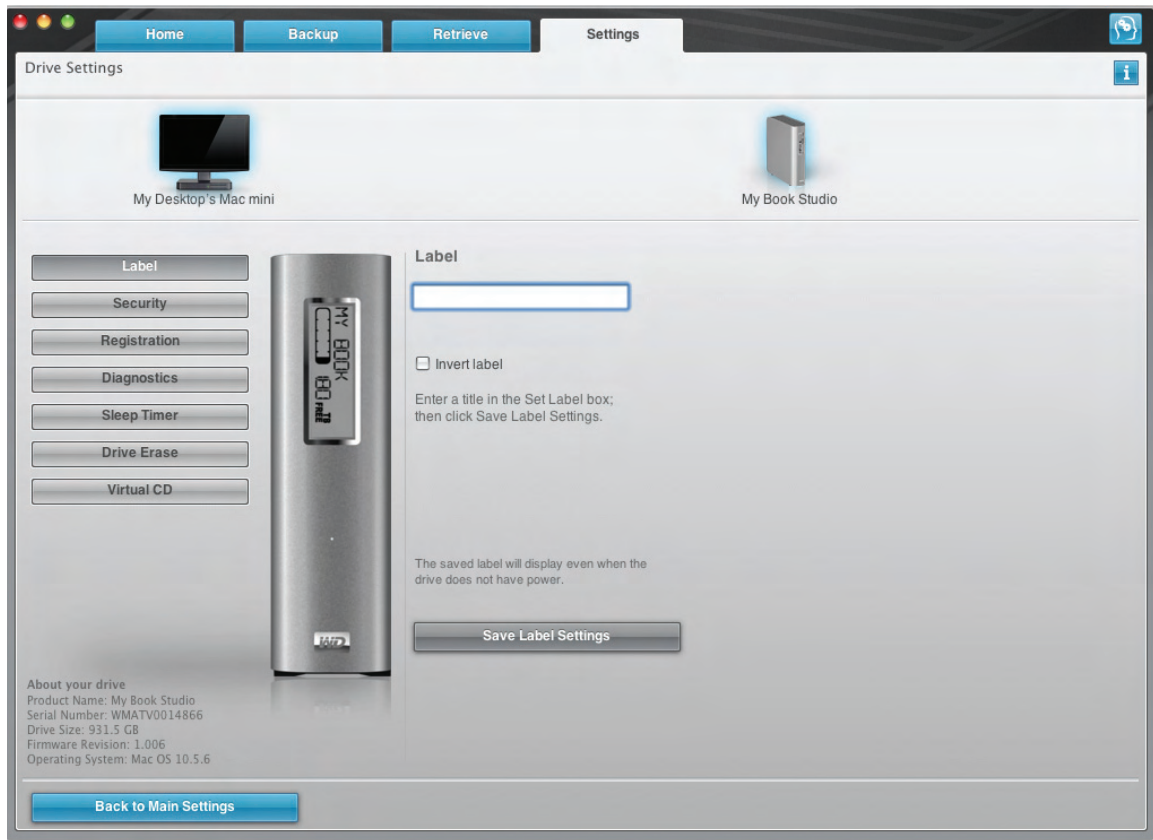 Home
Backup
Retrieve
Settings
Drive Settings
i
My Desktop's Mac mini
My Book Studio
Label
Security
Registration
Diagnostics
Sleep Timer
Drive Erase
Virtual CD
MY BOOK
180 TB FREE
WD
Label
Invert label
Enter a title in the Set Label box;
then click Save Label Settings.
The saved label will display even when the
drive does not have power.
Save Label Settings
About your drive
Product Name: My Book Studio
Serial Number: WMATV0014866
Drive Size: 931.5 GB
Firmware Revision: 1.006
Operating System: Mac OS 10.5.6
Back to Main Settings